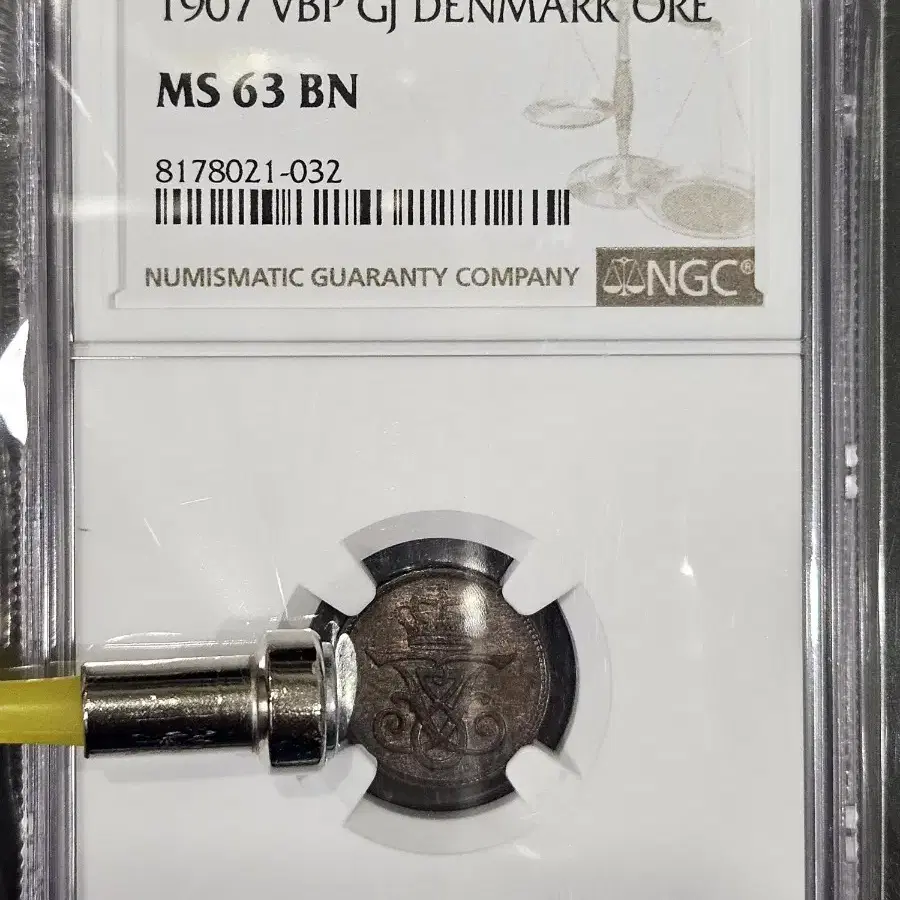 1907 VBP GJ DENMARK ORE
MS 63 BN
8178021-032
NUMISMATIC GUARANTY COMPANY
NGC®